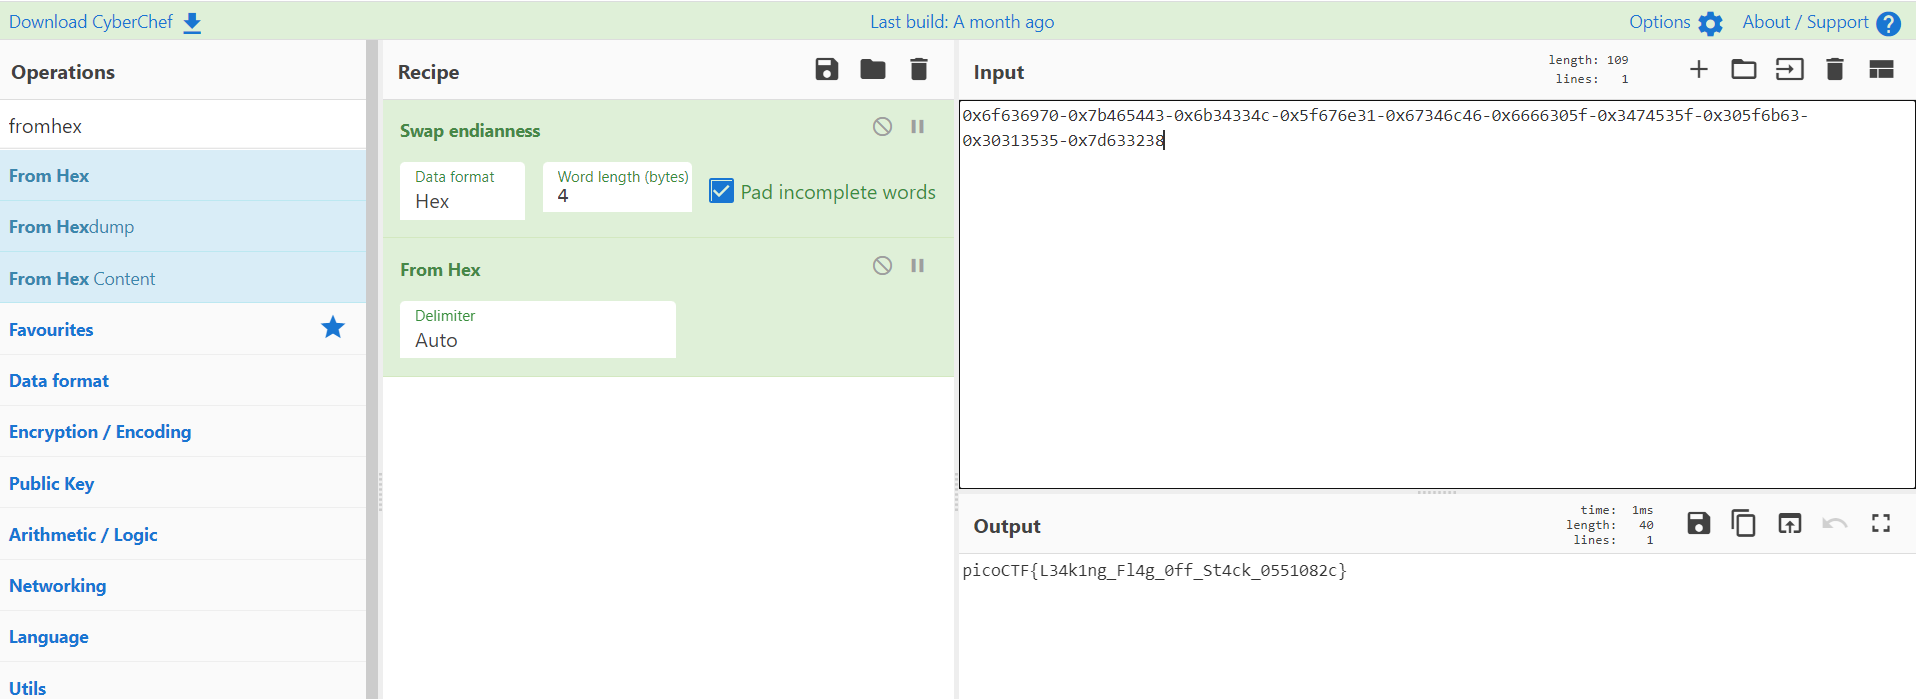 Download CyberChef
Last build: A month ago
Options
About / Support
Operations
fromhex
From Hex
From Hexdump
From Hex Content
Favourites
Data format
Encryption / Encoding
Public Key
Arithmetic / Logic
Networking
Language
Utils
Recipe
Swap endianness
Data format
Hex
Word length (bytes)
4
Pad incomplete words
From Hex
Delimiter
Auto
Input
length: 109
lines: 1
0x6f636970-0x7b465443-0x6b34334c-0x5f676e31-0x67346c46-0x6666305f-0x3474535f-0x305f6b63-
0x30313535-0x7d633238
Output
time: 1ms
length: 40
lines: 1
picoCTF{L34k1ng_Fl4g_0ff_St4ck_0551082c}